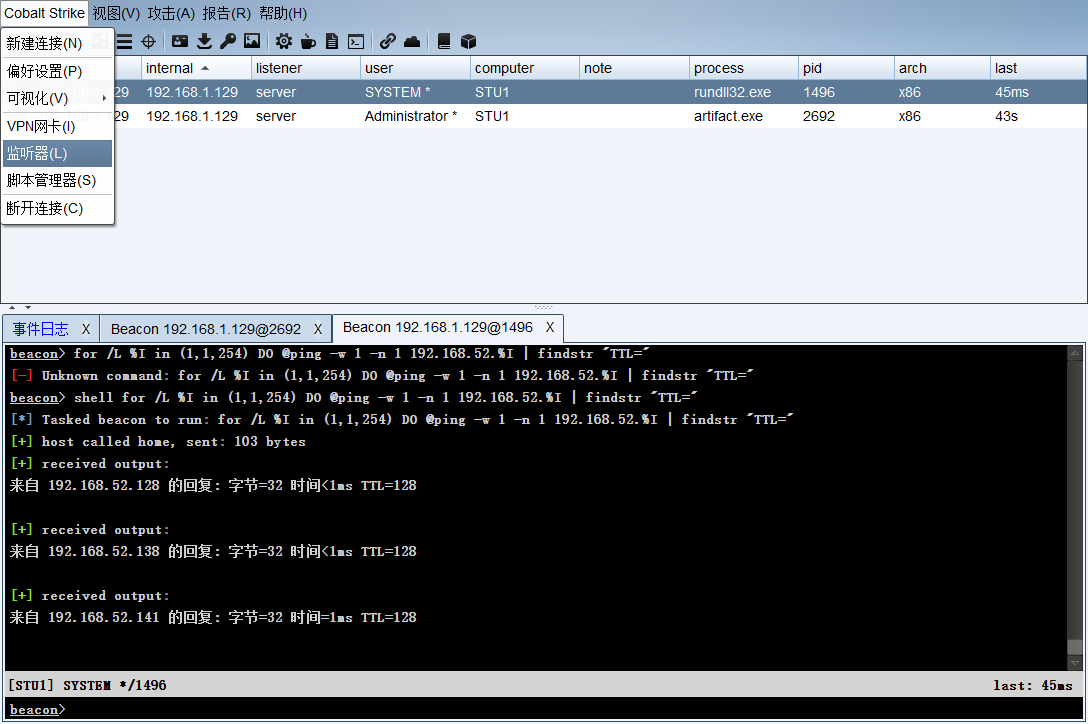 Cobalt Strike 视图(V) 攻击(A) 报告(R) 帮助(H)
新建连接(N)
偏好设置(P)
可视化(V)
VPN网卡(I)
监听器(L)
脚本管理器(S)
断开连接(C)
internal listener user computer note process pid arch last
29 192.168.1.129 server SYSTEM * STU1 rundll32.exe 1496 x86 45ms
29 192.168.1.129 server Administrator * STU1 artifact.exe 2692 x86 43s
事件日志 X Beacon 192.168.1.129@2692 X Beacon 192.168.1.129@1496 X
beacon> for /L %I in (1,1,254) DO @ping -w 1 -n 1 192.168.52.%I | findstr "TTL="
[-] Unknown command: for /L %I in (1,1,254) DO @ping -w 1 -n 1 192.168.52.%I | findstr "TTL="
beacon> shell for /L %I in (1,1,254) DO @ping -w 1 -n 1 192.168.52.%I | findstr "TTL="
[*] Tasked beacon to run: for /L %I in (1,1,254) DO @ping -w 1 -n 1 192.168.52.%I | findstr "TTL="
[+] host called home, sent: 103 bytes
[+] received output:
来自 192.168.52.128 的回复: 字节=32 时间<1ms TTL=128
[+] received output:
来自 192.168.52.138 的回复: 字节=32 时间<1ms TTL=128
[+] received output:
来自 192.168.52.141 的回复: 字节=32 时间=1ms TTL=128
[STU1] SYSTEM */1496 last: 45ms
beacon>